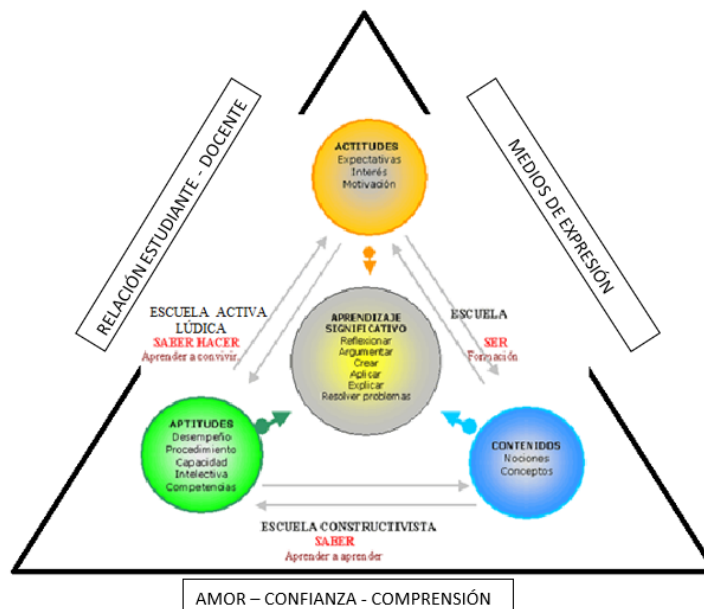 RELACIÓN ESTUDIANTE - DOCENTE
MEDIOS DE EXPRESIÓN
ACTITUDES
Expectativas
Interés
Motivación
ESCUELA ACTIVA
LÚDICA
SABER HACER
Aprender a convivir.
APRENDIZAJE
SIGNIFICATIVO
Reflexionar
Argumentar
Crear
Aplicar
Explicar
Resolver problemas
ESCUELA
SER
Formación
APTITUDES
Desempeño
Procedimiento
Capacidad
Intelectiva
Competencias
CONTENIDOS
Nociones
Conceptos
ESCUELA CONSTRUCTIVISTA
SABER
Aprender a aprender
AMOR – CONFIANZA - COMPRENSIÓN